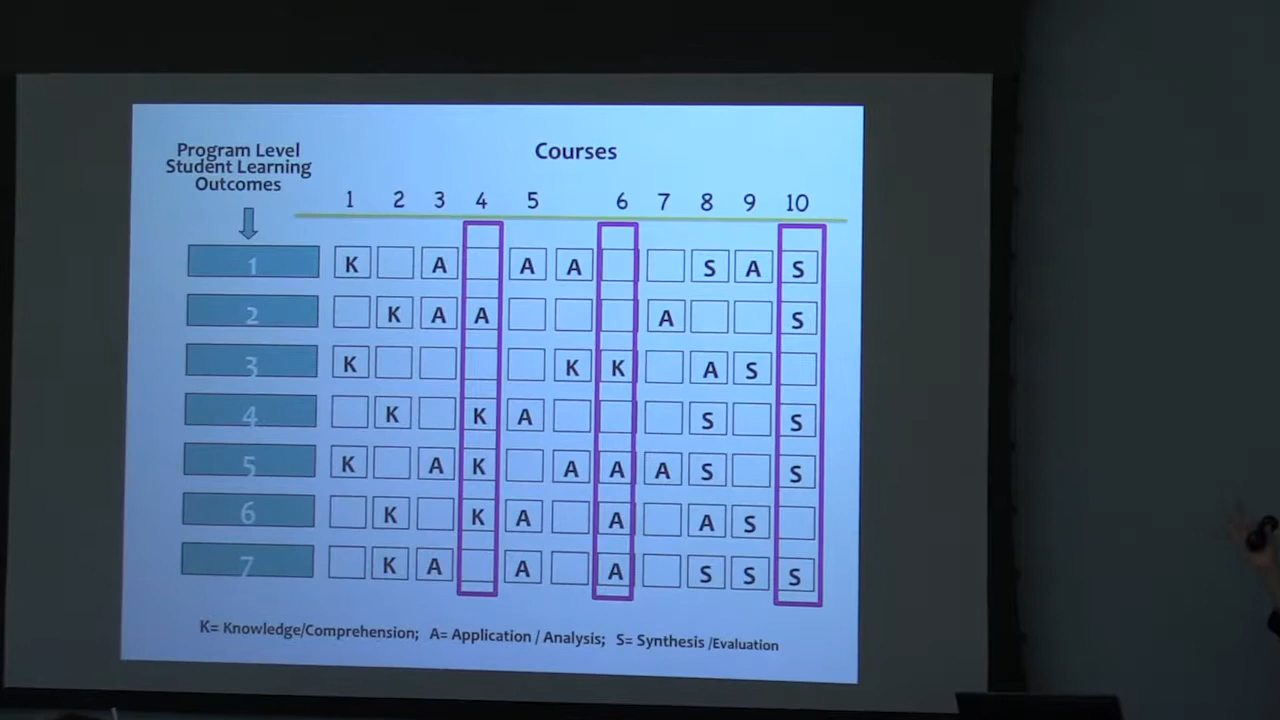 Program Level
Student Learning
Outcomes
Courses
1 2 3 4 5 6 7 8 9 10
1 K A A A S A S
2 K A A A S
3 K K K A S
4 K K A S S
5 K A K A A A S S
6 K K A A A S
7 K A A A S S S
K= Knowledge/Comprehension; A= Application / Analysis; S= Synthesis /Evaluation